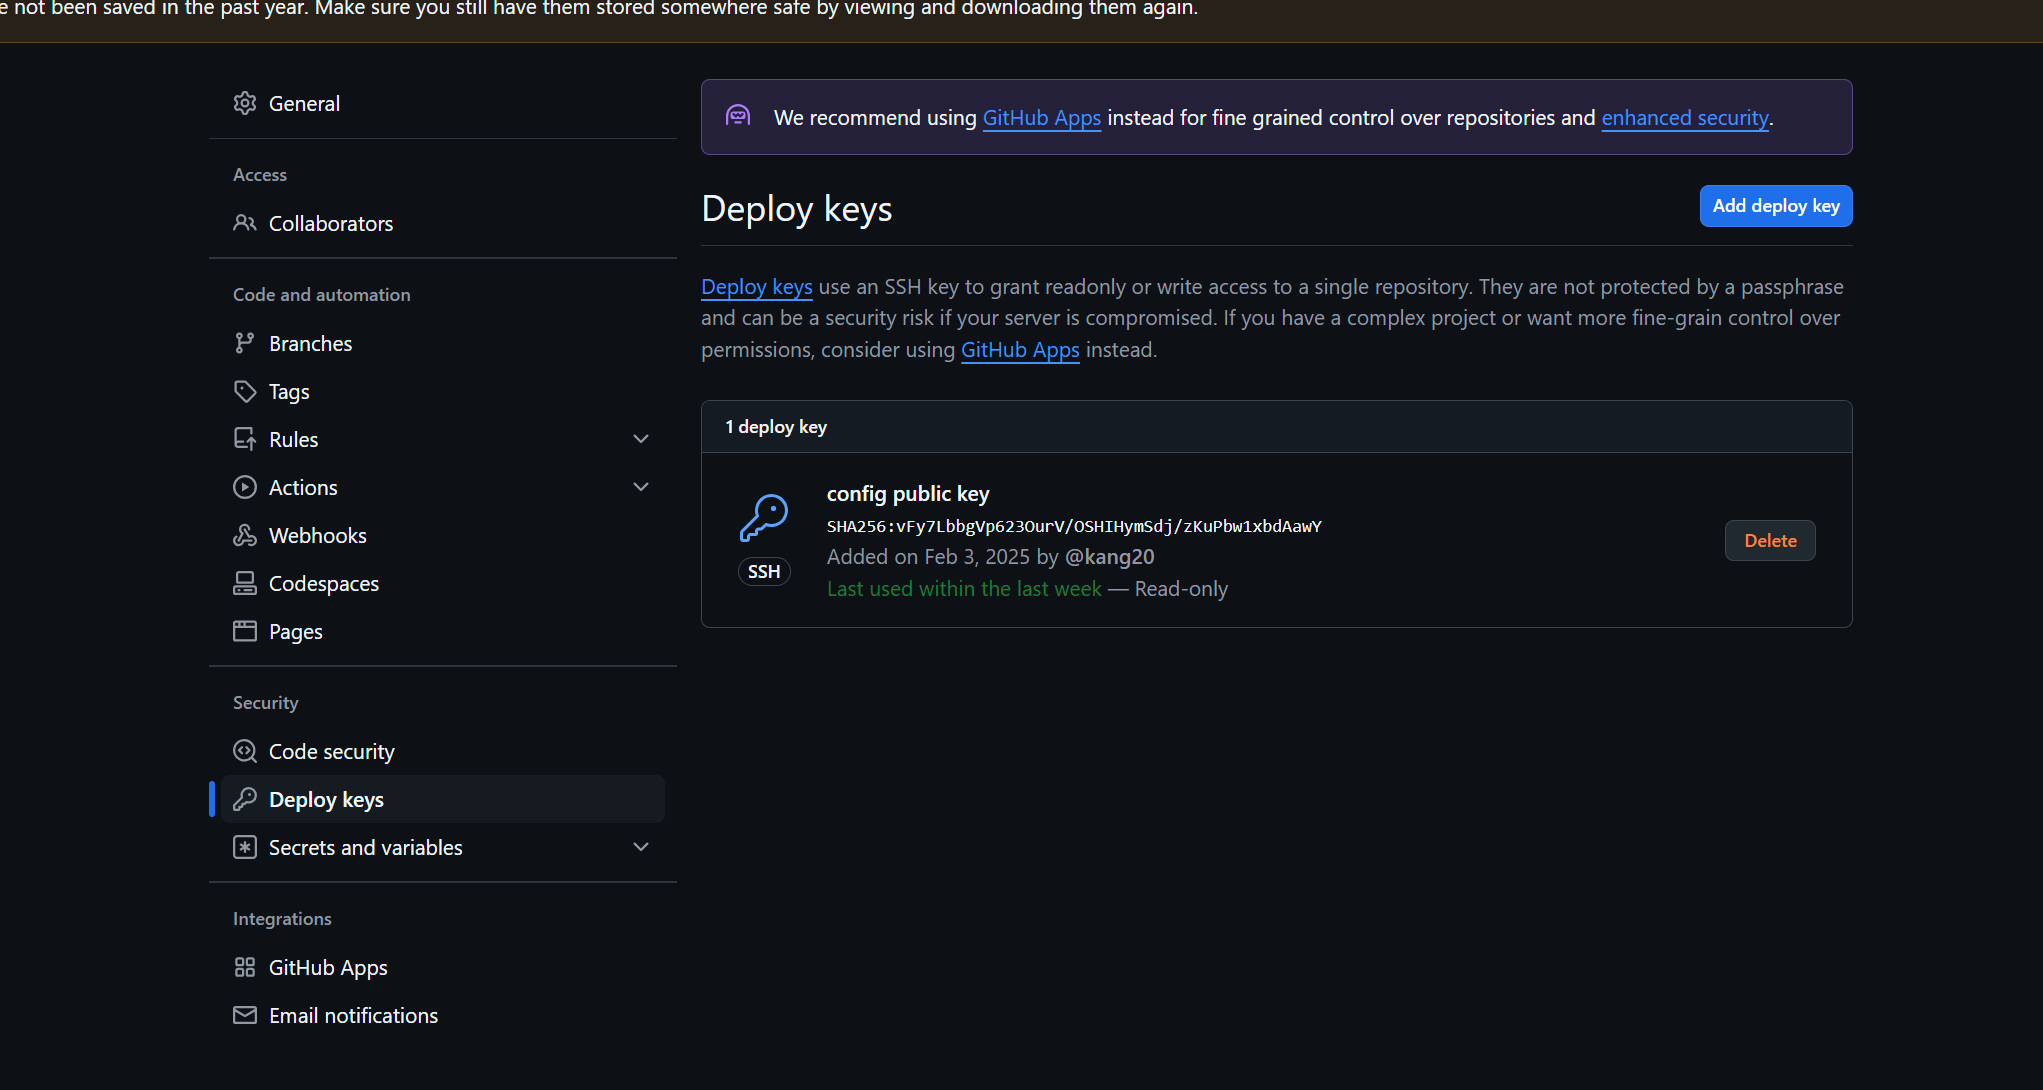 e not been saved in the past year. Make sure you still have them stored somewhere safe by viewing and downloading them again.
General
Access
Collaborators
Code and automation
Branches
Tags
Rules
Actions
Webhooks
Codespaces
Pages
Security
Code security
Deploy keys
Secrets and variables
Integrations
GitHub Apps
Email notifications
We recommend using GitHub Apps instead for fine grained control over repositories and enhanced security.
Deploy keys
Add deploy key
Deploy keys use an SSH key to grant readonly or write access to a single repository. They are not protected by a passphrase
and can be a security risk if your server is compromised. If you have a complex project or want more fine-grain control over
permissions, consider using GitHub Apps instead.
1 deploy key
SSH
config public key
SHA256:vFy7LbbgVp623OurV/OSHIHymSdj/zKuPbw1xbdAawY
Added on Feb 3, 2025 by @kang20
Last used within the last week — Read-only
Delete